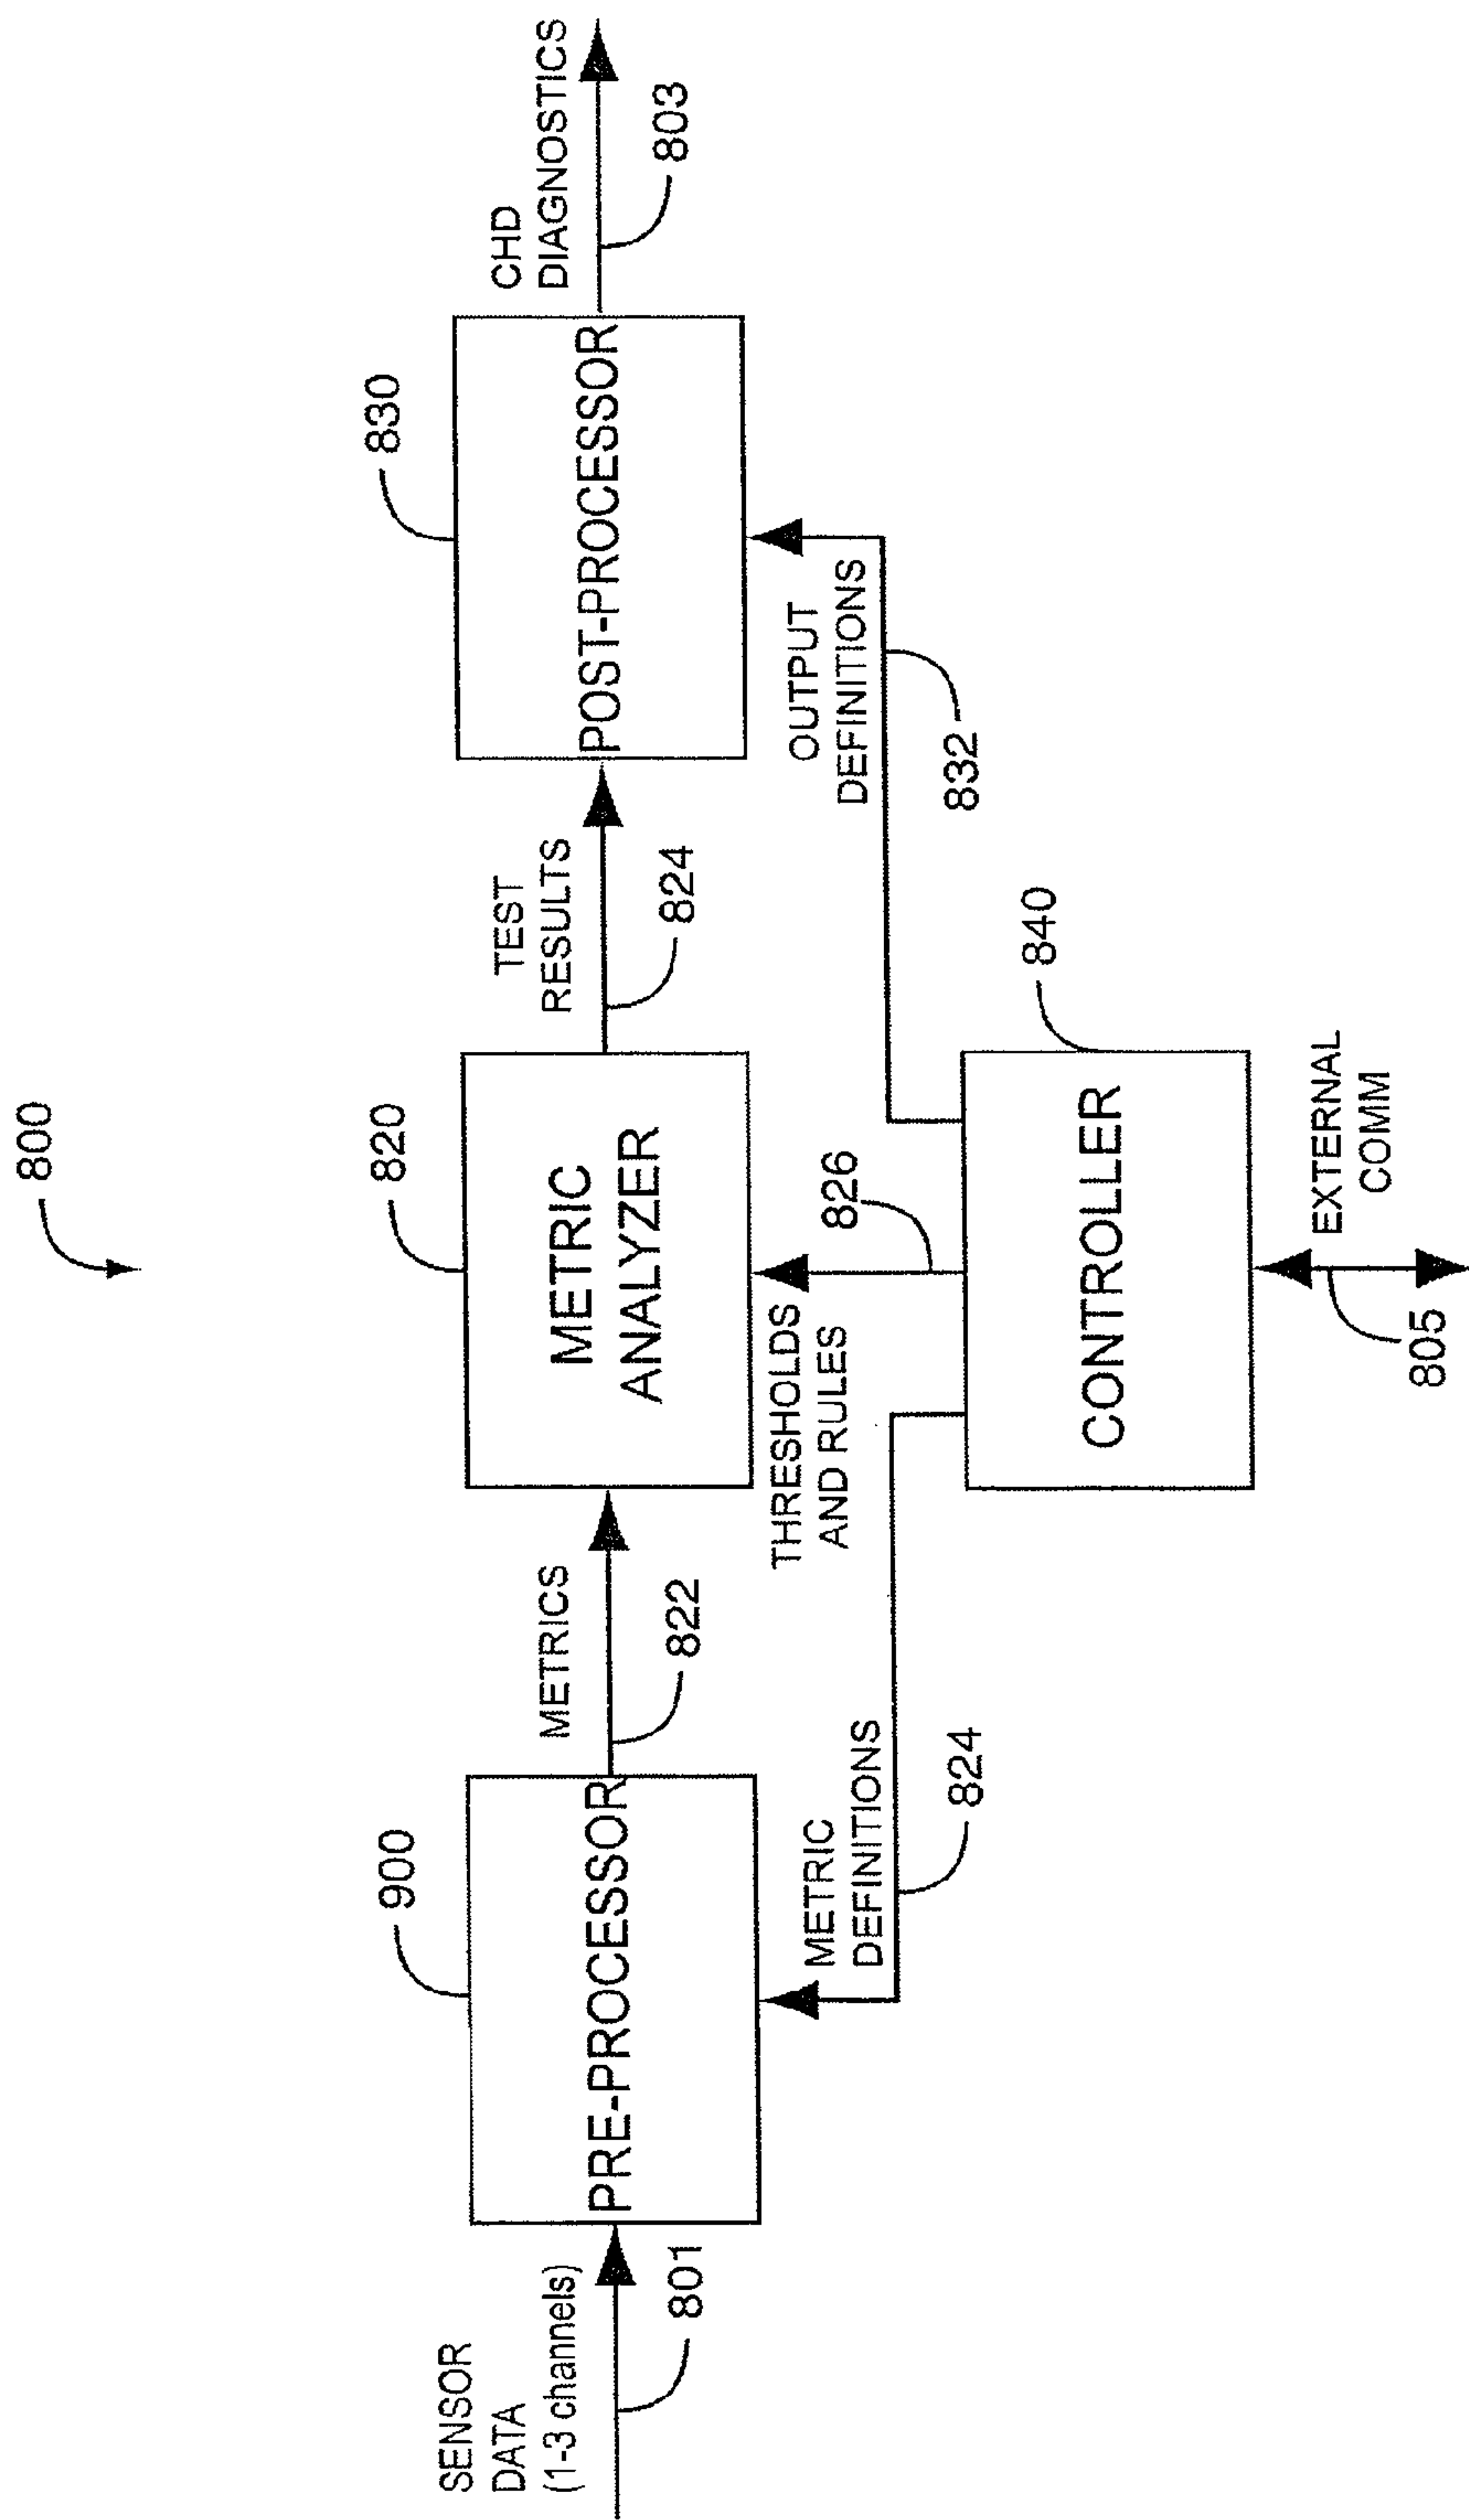 800
900
820
830
SENSOR
DATA
(1-3 channels)
801
PRE-PROCESSOR
METRICS
822
METRIC
ANALYZER
TEST
RESULTS
824
POST-PROCESSOR
CHD
DIAGNOSTICS
803
METRIC
DEFINITIONS
824
THRESHOLDS
AND RULES
826
OUTPUT
DEFINITIONS
832
840
CONTROLLER
805
EXTERNAL
COMM